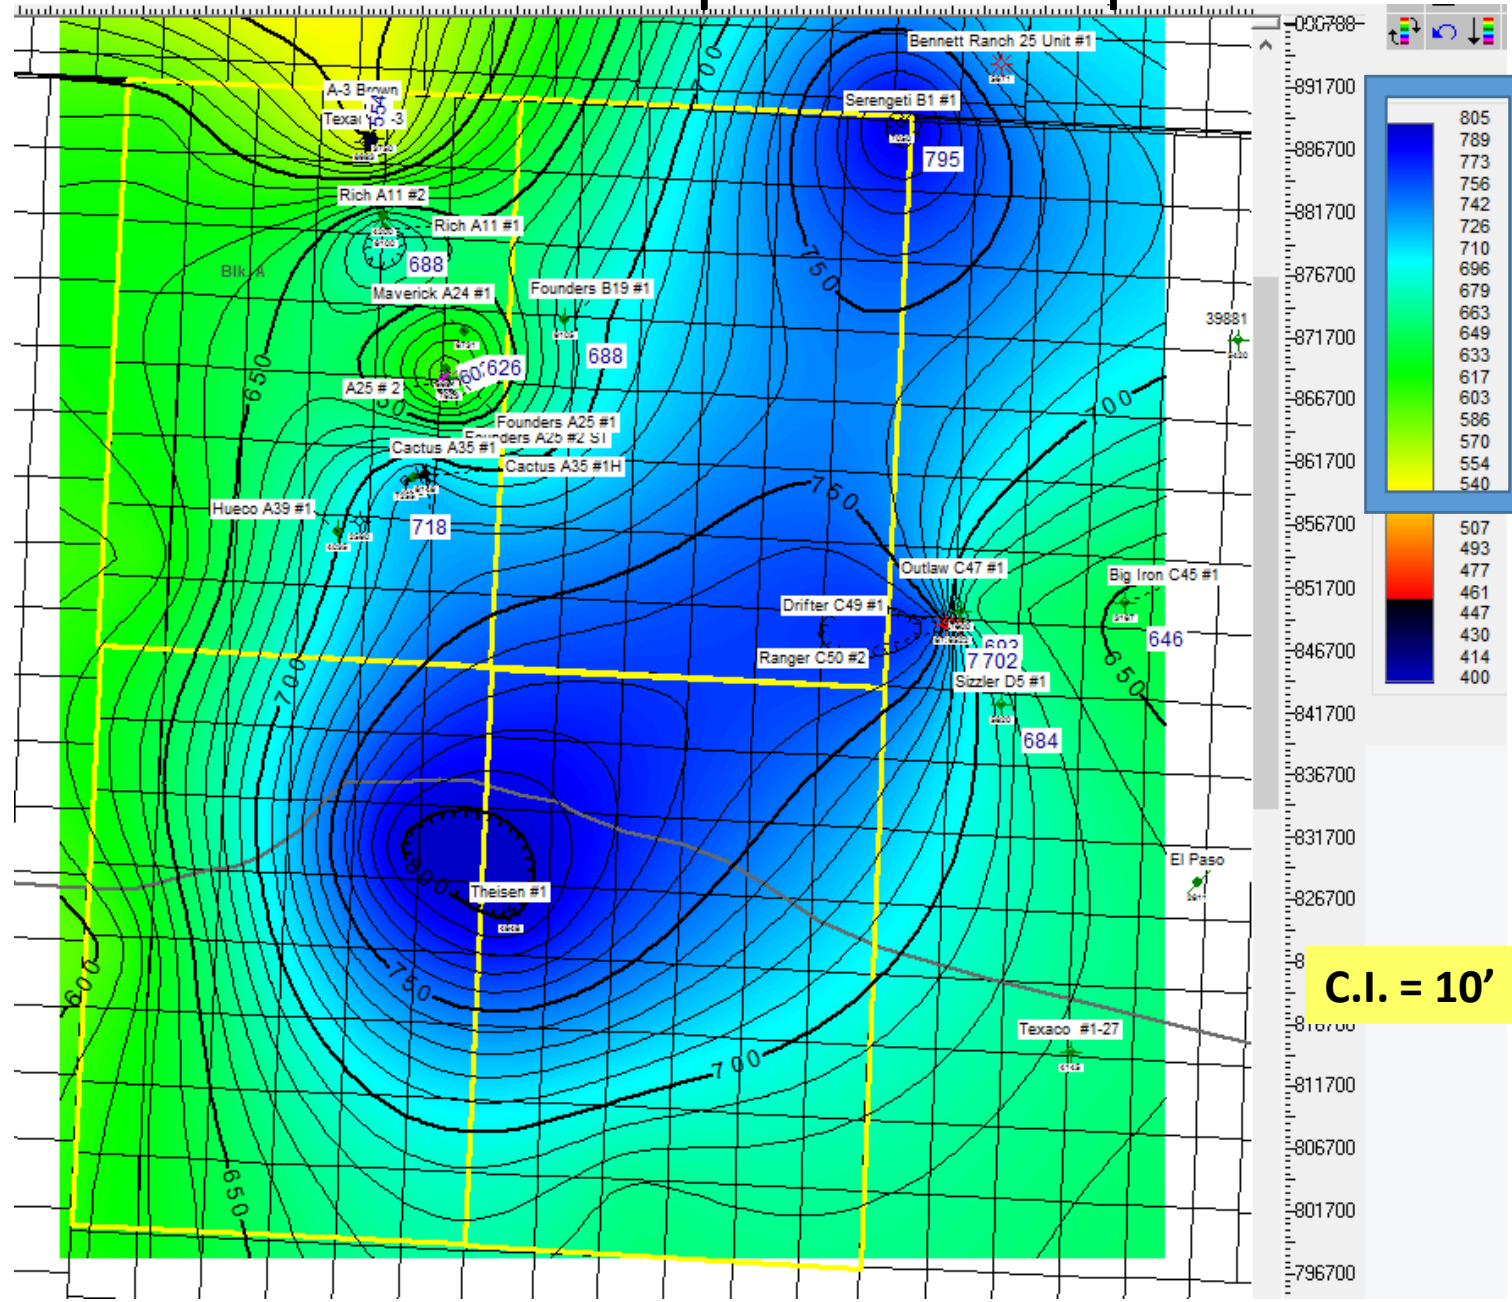 Bennett Ranch 25 Unit #1
A-3 Brown
554
Serengeti B1 #1
795
Rich A11 #2
Rich A11 #1
688
Blk. A
Maverick A24 #1
Founders B19 #1
688
626
A25 # 2
Founders A25 #1
Founders A25 #2 ST
Cactus A35 #1
Cactus A35 #1H
Hueco A39 #1
718
39881
Outlaw C47 #1
Big Iron C45 #1
Drifter C49 #1
646
Ranger C50 #2
702
Sizzler D5 #1
684
Theisen #1
El Paso
Texaco #1-27
700
750
650
700
750
650
700
800
750
600
700
650
891700
886700
881700
876700
871700
866700
861700
856700
851700
846700
841700
836700
831700
826700
811700
806700
801700
796700
805
789
773
756
742
726
710
696
679
663
649
633
617
603
586
570
554
540
507
493
477
461
447
430
414
400
C.I. = 10’